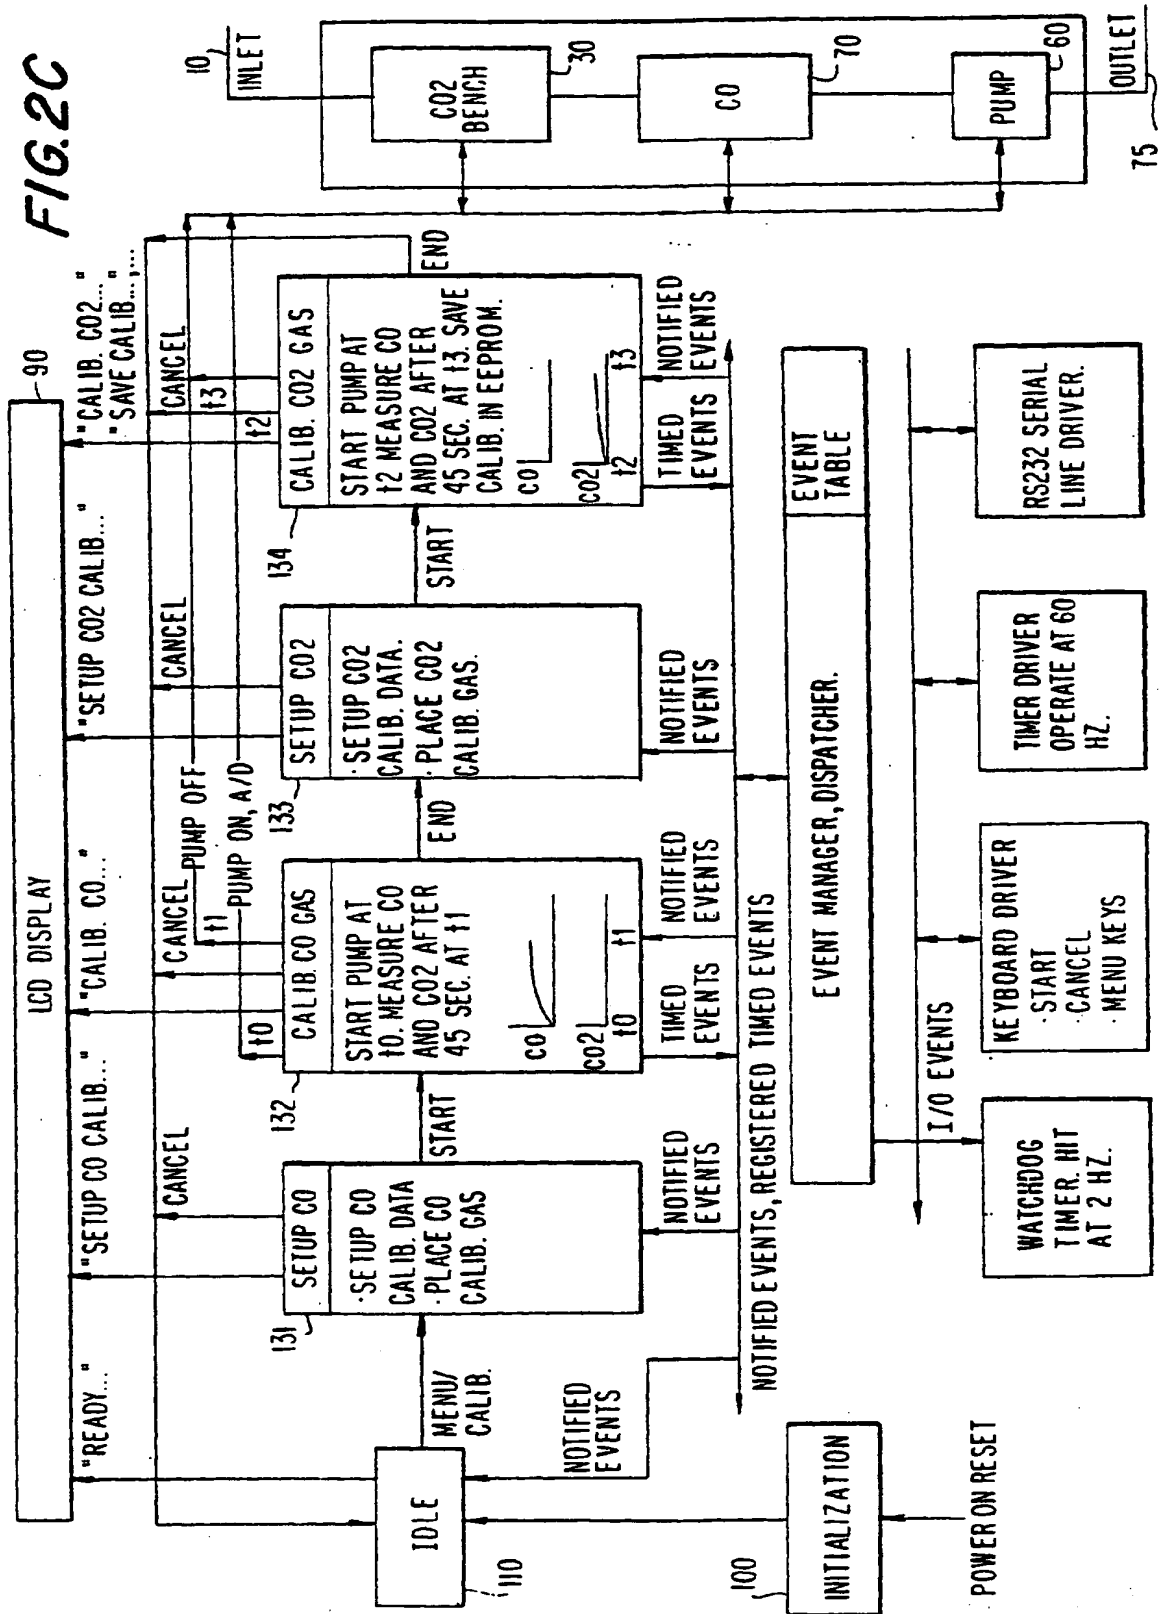 FIG.2C
LCD DISPLAY
90
"READY..."
"SETUP CO CALIB..."
"CALIB. CO..."
"SETUP CO2 CALIB..."
"CALIB. CO2..."
"SAVE CALIB...,...
CANCEL
CANCEL
PUMP OFF
t1
t0
PUMP ON, A/D
CANCEL
CANCEL
t3
t2
110
IDLE
MENU/
CALIB.
NOTIFIED
EVENTS
131
SETUP CO
·SETUP CO
CALIB. DATA
·PLACE CO
CALIB. GAS
START
NOTIFIED
EVENTS
132
CALIB. CO GAS
START PUMP AT
t0. MEASURE CO
AND CO2 AFTER
45 SEC. AT t1
CO
CO2
t0
t1
TIMED
EVENTS
NOTIFIED
EVENTS
END
133
SETUP CO2
·SETUP CO2
CALIB. DATA.
·PLACE CO2
CALIB. GAS.
NOTIFIED
EVENTS
START
134
CALIB. CO2 GAS
START PUMP AT
t2 MEASURE CO
AND CO2 AFTER
45 SEC. AT t3. SAVE
CALIB. IN EEPROM.
CO
CO2
t2
t3
TIMED
EVENTS
NOTIFIED
EVENTS
END
10
INLET
CO2
BENCH
30
CO
70
PUMP
60
OUTLET
75
100
INITIALIZATION
POWER ON RESET
NOTIFIED EVENTS, REGISTERED TIMED EVENTS
EVENT MANAGER, DISPATCHER.
EVENT
TABLE
I/O EVENTS
WATCHDOG
TIMER. HIT
AT 2 HZ.
KEYBOARD DRIVER
·START
·CANCEL
·MENU KEYS
TIMER DRIVER
OPERATE AT 60
HZ.
RS232 SERIAL
LINE DRIVER.